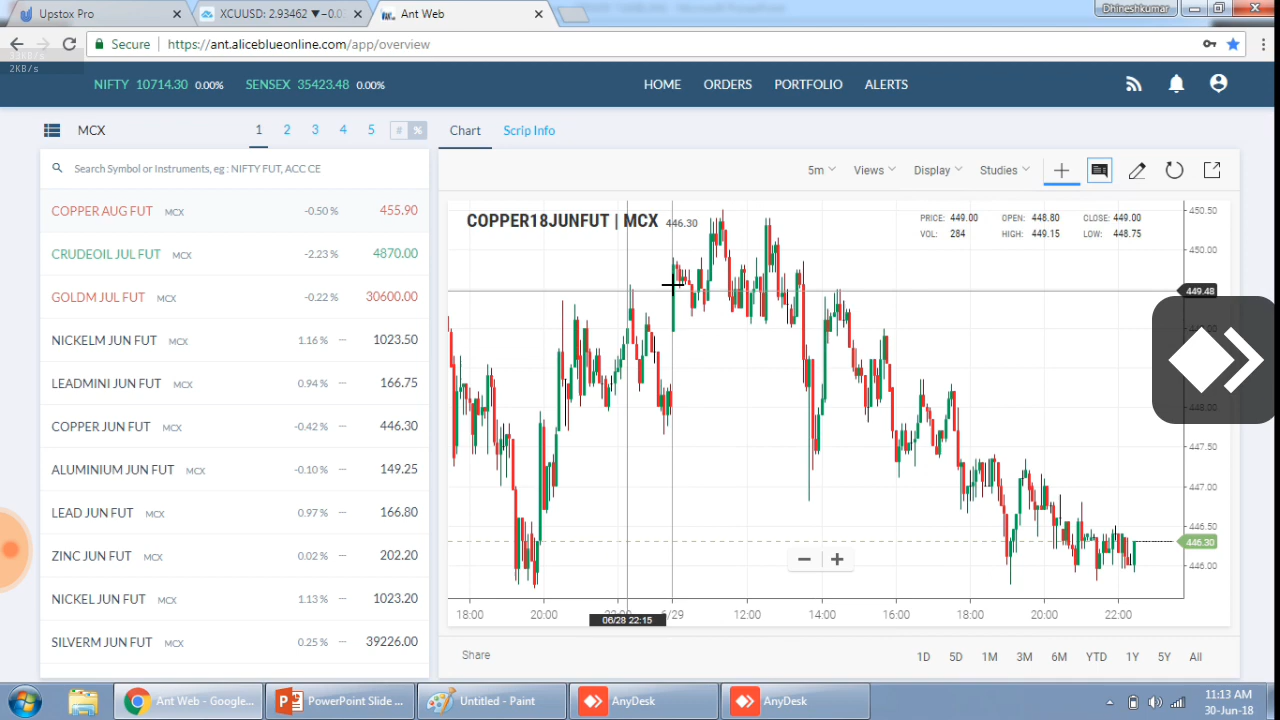 Upstox Pro
XCUUSD: 2.93462 ▼−0.0
Ant Web
Dhineshkumar
Secure
https://ant.aliceblueonline.com/app/overview
2KB/s
NIFTY 10714.30 0.00%
SENSEX 35423.48 0.00%
HOME
ORDERS
PORTFOLIO
ALERTS
MCX
1 2 3 4 5 # %
Chart
Scrip Info
Search Symbol or Instruments, eg : NIFTY FUT, ACC CE
5m Views Display Studies
COPPER AUG FUT MCX -0.50 % 455.90
CRUDEOIL JUL FUT MCX -2.23 % 4870.00
GOLDM JUL FUT MCX -0.22 % 30600.00
NICKELM JUN FUT MCX 1.16 % -- 1023.50
LEADMINI JUN FUT MCX 0.94 % -- 166.75
COPPER JUN FUT MCX -0.42 % -- 446.30
ALUMINIUM JUN FUT MCX -0.10 % -- 149.25
LEAD JUN FUT MCX 0.97 % -- 166.80
ZINC JUN FUT MCX 0.02 % -- 202.20
NICKEL JUN FUT MCX 1.13 % -- 1023.20
SILVERM JUN FUT MCX 0.25 % -- 39226.00
COPPER18JUNFUT | MCX 446.30
PRICE: 449.00 OPEN: 448.80 CLOSE: 449.00
VOL: 284 HIGH: 449.15 LOW: 448.75
450.50
450.00
449.48
448.00
447.50
447.00
446.50
446.30
446.00
18:00 20:00 6/29 12:00 14:00 16:00 18:00 20:00 22:00
06/28 22:15
Share
1D 5D 1M 3M 6M YTD 1Y 5Y All
Ant Web - Google...
PowerPoint Slide ...
Untitled - Paint
AnyDesk
AnyDesk
11:13 AM
30-Jun-18